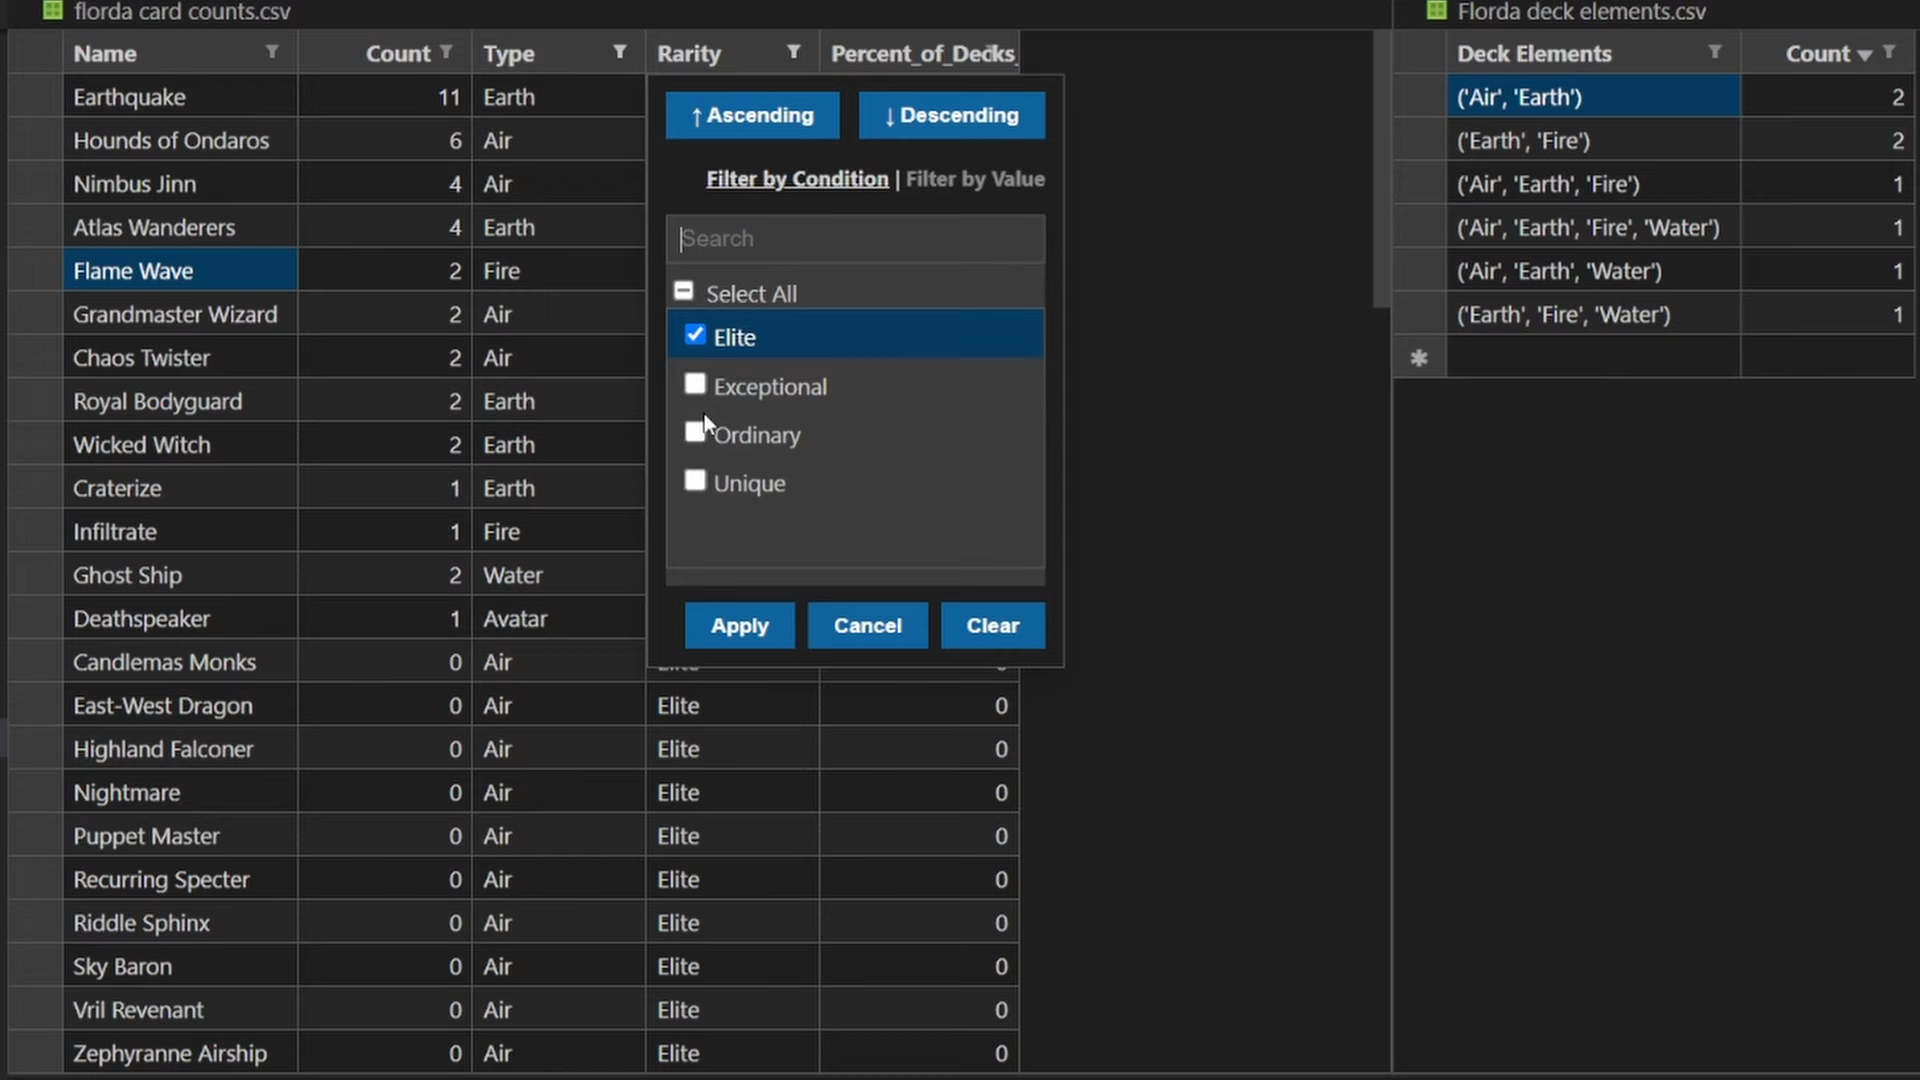 florda card counts.csv
Name Count Type Rarity Percent_of_Decks_
Earthquake 11 Earth
Hounds of Ondaros 6 Air
Nimbus Jinn 4 Air
Atlas Wanderers 4 Earth
Flame Wave 2 Fire
Grandmaster Wizard 2 Air
Chaos Twister 2 Air
Royal Bodyguard 2 Earth
Wicked Witch 2 Earth
Craterize 1 Earth
Infiltrate 1 Fire
Ghost Ship 2 Water
Deathspeaker 1 Avatar
Candlemas Monks 0 Air
East-West Dragon 0 Air Elite 0
Highland Falconer 0 Air Elite 0
Nightmare 0 Air Elite 0
Puppet Master 0 Air Elite 0
Recurring Specter 0 Air Elite 0
Riddle Sphinx 0 Air Elite 0
Sky Baron 0 Air Elite 0
Vril Revenant 0 Air Elite 0
Zephyranne Airship 0 Air Elite 0
↑ Ascending ↓ Descending
Filter by Condition | Filter by Value
Search
Select All
Elite
Exceptional
Ordinary
Unique
Apply Cancel Clear
Florda deck elements.csv
Deck Elements Count
('Air', 'Earth') 2
('Earth', 'Fire') 2
('Air', 'Earth', 'Fire') 1
('Air', 'Earth', 'Fire', 'Water') 1
('Air', 'Earth', 'Water') 1
('Earth', 'Fire', 'Water') 1